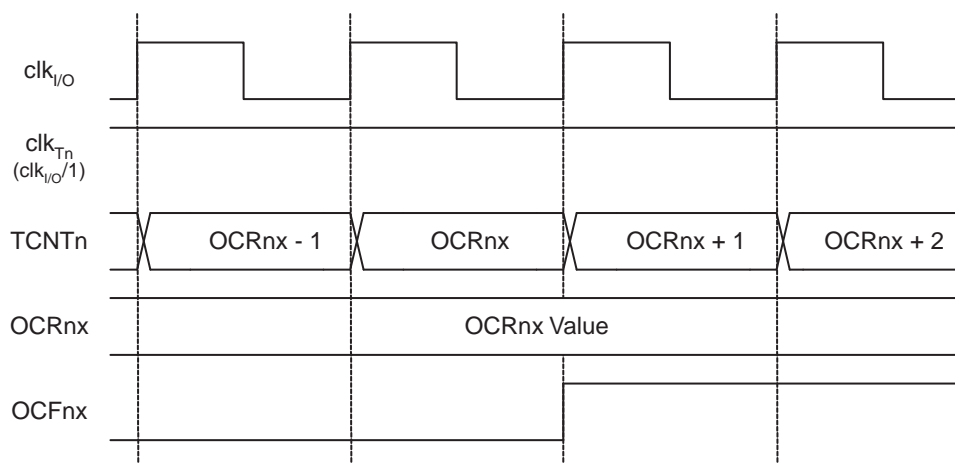 clkI/O
clkTn
(clkI/O/1)
TCNTn
OCRnx - 1
OCRnx
OCRnx + 1
OCRnx + 2
OCRnx
OCRnx Value
OCFnx